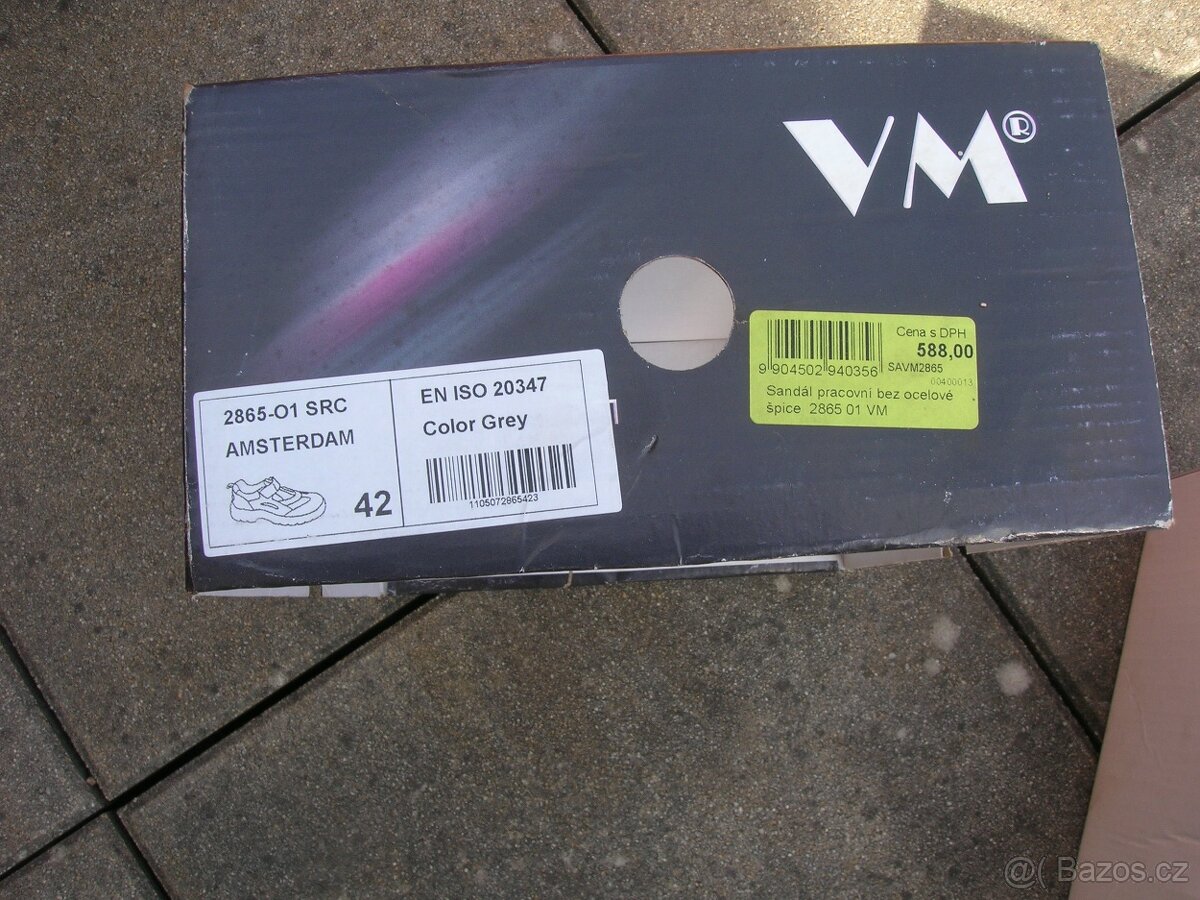 VM®
Cena s DPH
588,00
9 904502 940356
SAVM2865
00400013
Sandál pracovní bez ocelové
špice 2865 01 VM
2865-O1 SRC
AMSTERDAM
42
EN ISO 20347
Color Grey
1105072865423
@( Bazos.cz